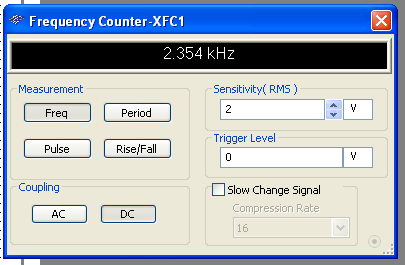 Frequency Counter-XFC1
2.354 kHz
Measurement
Freq Period
Pulse Rise/Fall
Coupling
AC DC
Sensitivity( RMS )
2 V
Trigger Level
0 V
Slow Change Signal
Compression Rate
16